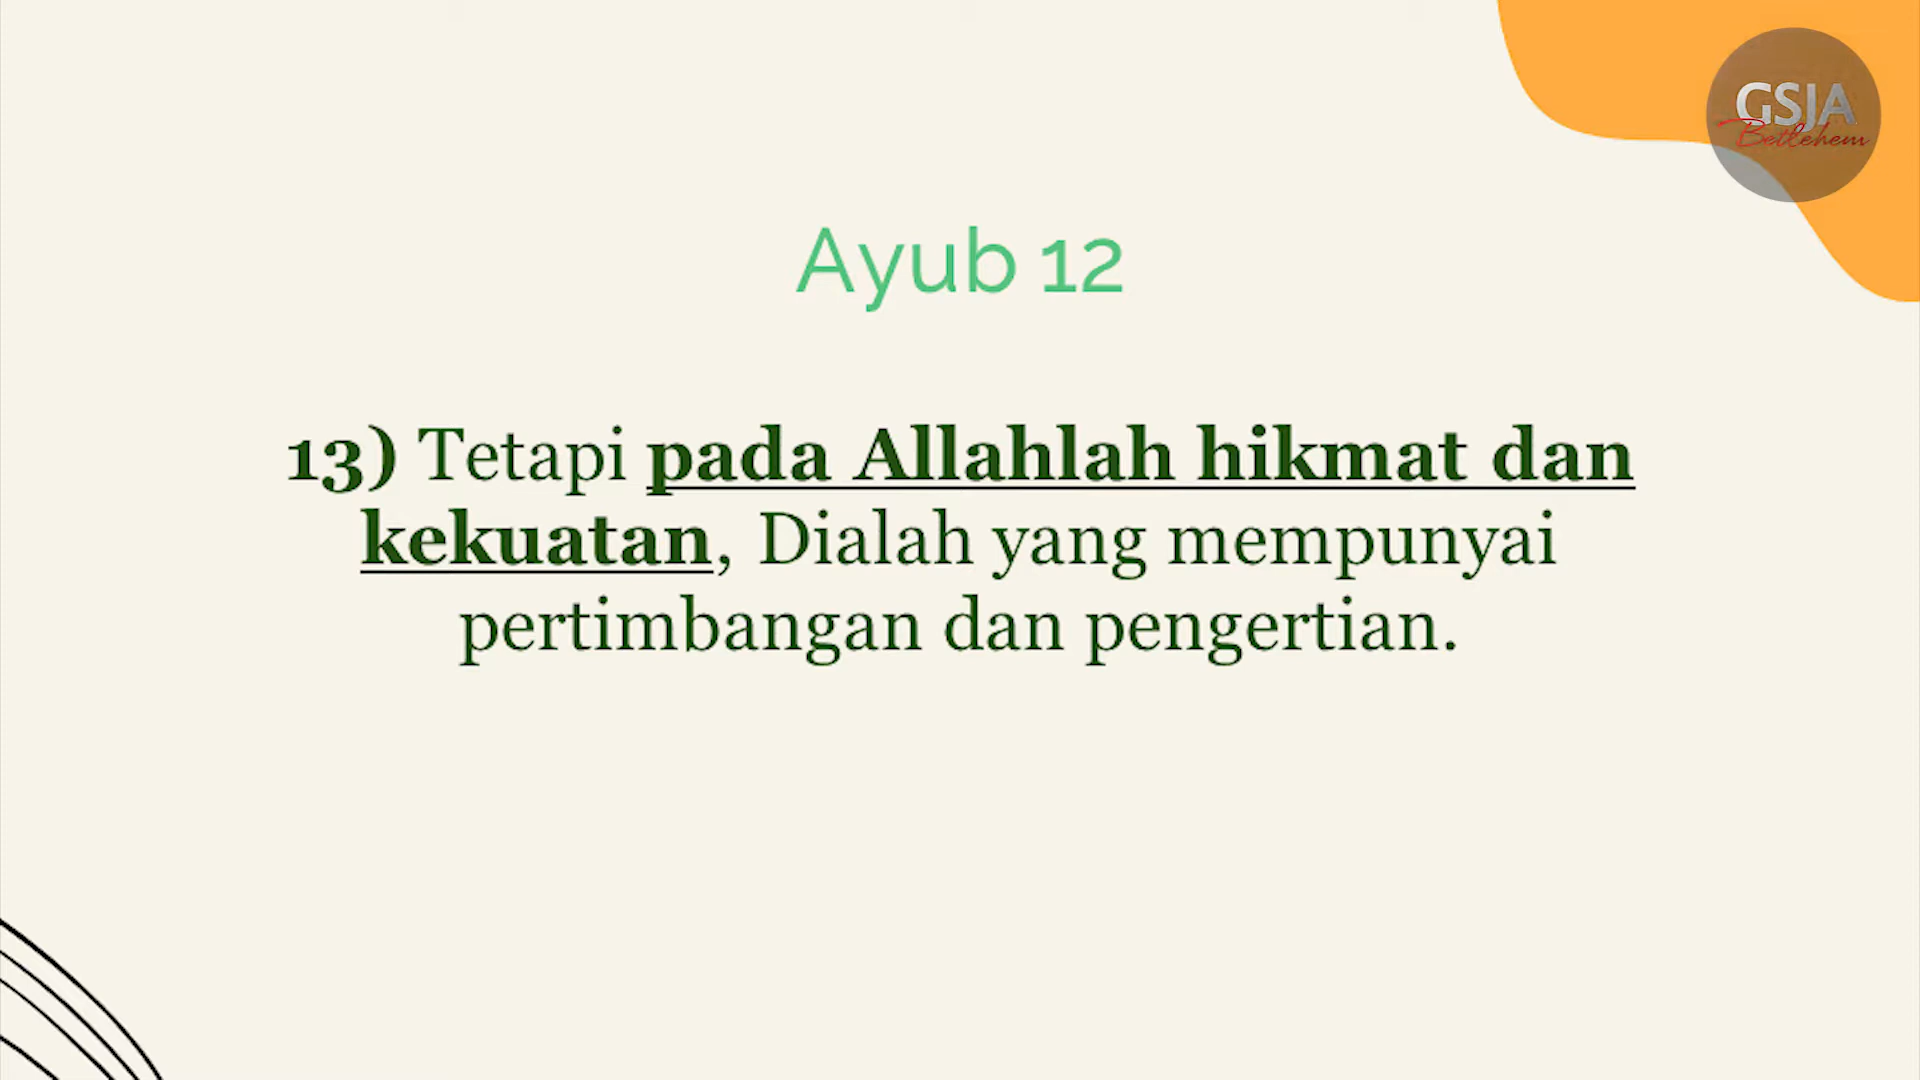 GSJA
Betlehem
Ayub 12
13) Tetapi pada Allahlah hikmat dan
kekuatan, Dialah yang mempunyai
pertimbangan dan pengertian.